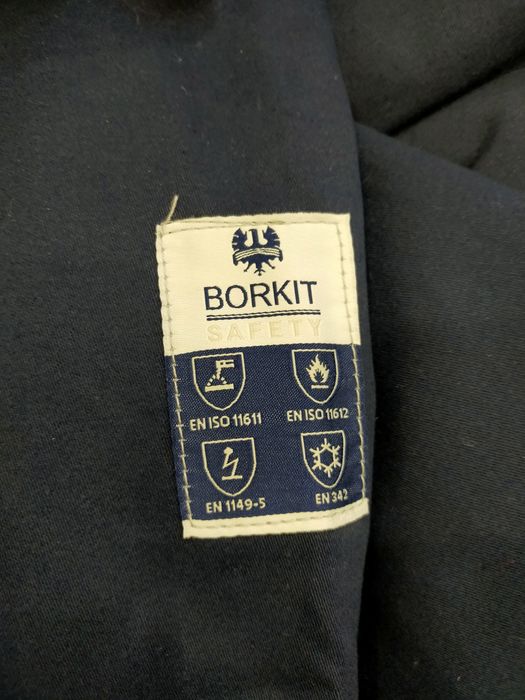 BORKIT
SAFETY
EN ISO 11611
EN ISO 11612
EN 1149-5
EN 342